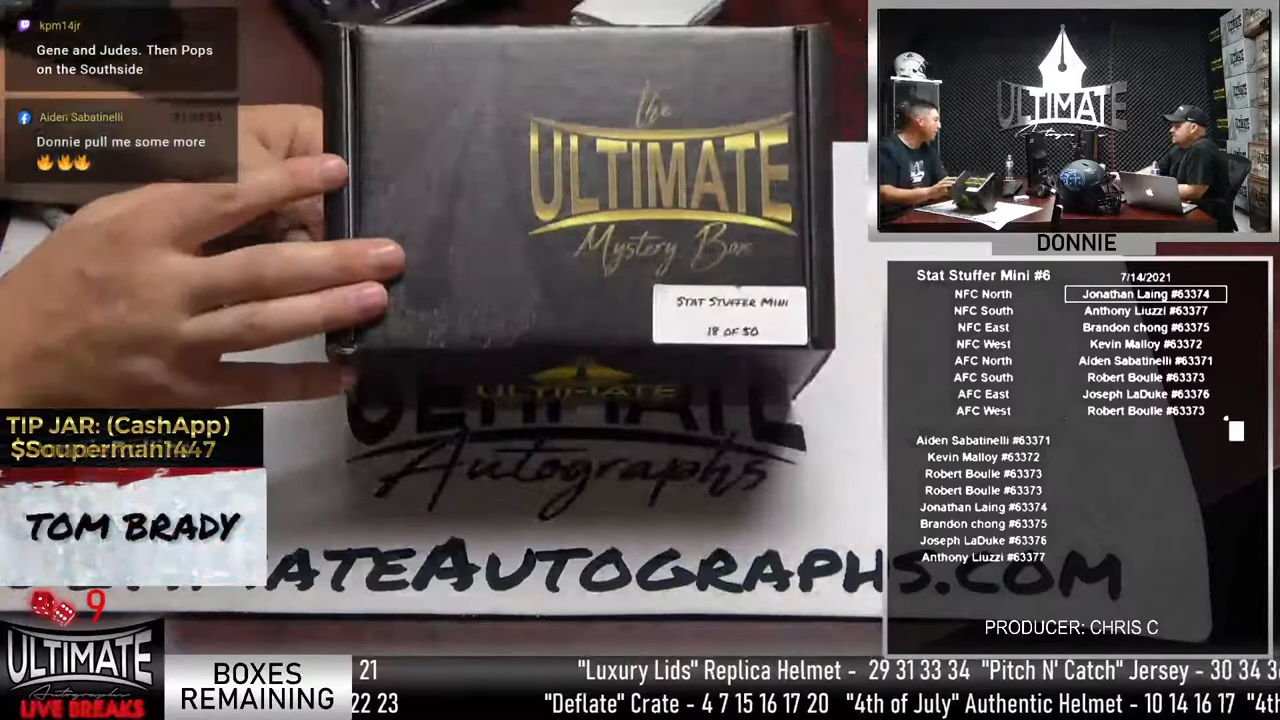 kpm14jr
Gene and Judes. Then Pops
on the Southside
Aiden Sabatinelli
Donnie pull me some more
🔥🔥🔥
the
ULTIMATE
Mystery Box
STAT STUFFER MINI
18 OF 50
ULTIMATE
ULTIMATE
Autographs
ULTIMATEAUTOGRAPHS.COM
ULTIMATE
DONNIE
Stat Stuffer Mini #6 7/14/2021
NFC North Jonathan Laing #63374
NFC South Anthony Liuzzi #63377
NFC East Brandon chong #63375
NFC West Kevin Malloy #63372
AFC North Aiden Sabatinelli #63371
AFC South Robert Boulle #63373
AFC East Joseph LaDuke #63376
AFC West Robert Boulle #63373
Aiden Sabatinelli #63371
Kevin Malloy #63372
Robert Boulle #63373
Robert Boulle #63373
Jonathan Laing #63374
Brandon chong #63375
Joseph LaDuke #63376
Anthony Liuzzi #63377
PRODUCER: CHRIS C
TIP JAR: (CashApp)
$Souperman1447
TOM BRADY
9
ULTIMATE
Autographs
LIVE BREAKS
BOXES
REMAINING
21 "Luxury Lids" Replica Helmet - 29 31 33 34 "Pitch N' Catch" Jersey - 30 34 3
22 23 "Deflate" Crate - 4 7 15 16 17 20 "4th of July" Authentic Helmet - 10 14 16 17 "4t